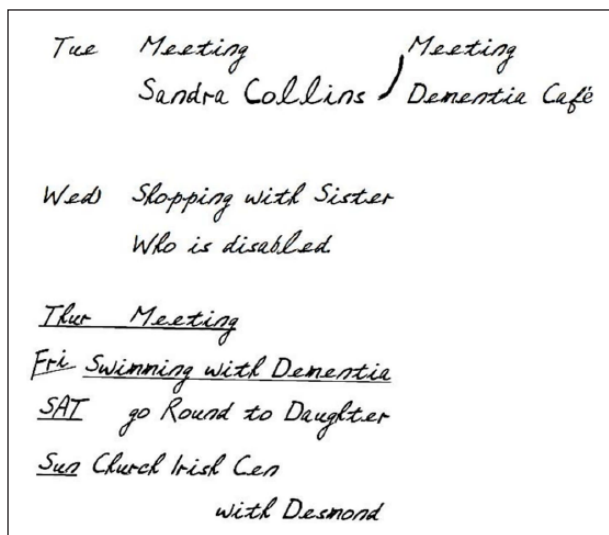 Tue Meeting / Meeting
Sandra Collins Dementia Café
Wed Shopping with Sister
Who is disabled.
Thur Meeting
Fri Swimming with Dementia
SAT go Round to Daughter
Sun Church Irish Cen
with Desmond